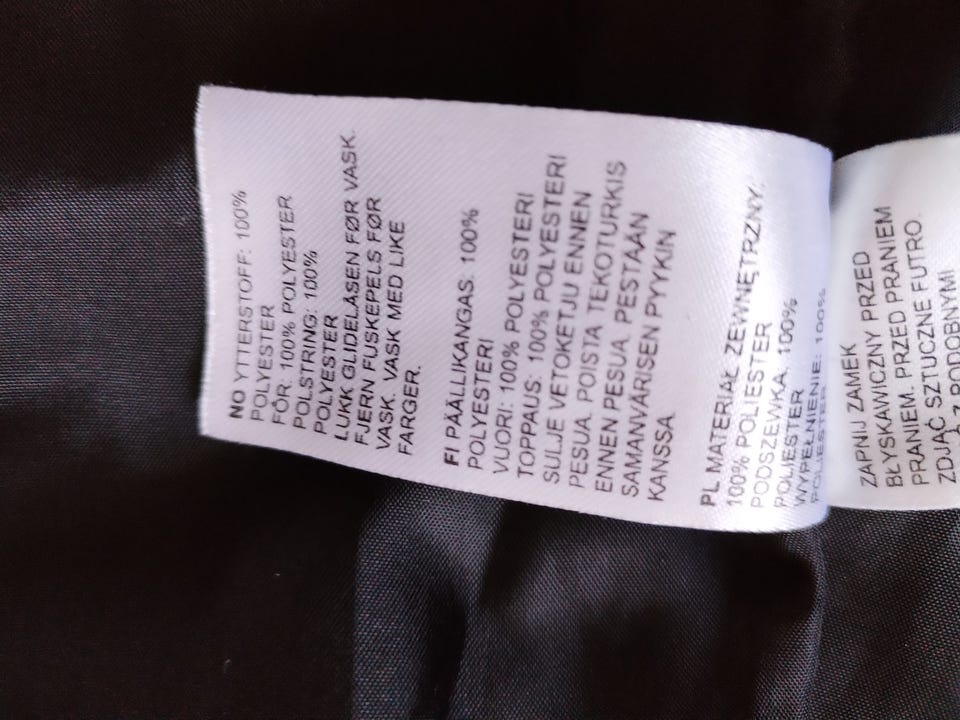 NO YTTERSTOFF: 100%
POLYESTER
FÔR: 100% POLYESTER
POLSTRING: 100%
POLYESTER
LUKK GLIDELÅSEN FØR VASK.
FJERN FUSKEPELS FØR
VASK. VASK MED LIKE
FARGER.
FI PÄÄLLIKANGAS: 100%
POLYESTERI
VUORI: 100% POLYESTERI
TOPPAUS: 100% POLYESTERI
SULJE VETOKETJU ENNEN
PESUA. POISTA TEKOTURKIS
ENNEN PESUA. PESTÄÄN
SAMANVÄRISEN PYYKIN
KANSSA.
PL MATERIAŁ ZEWNĘTRZNY:
100% POLIESTER
PODSZEWKA: 100%
POLIESTER
WYPEŁNIENIE: 100%
POLIESTER
ZAPNIJ ZAMEK
BŁYSKAWICZNY PRZED
PRANIEM. PRZED PRANIEM
ZDJĄĆ SZTUCZNE FUTRO.
Z PODOBNYMI